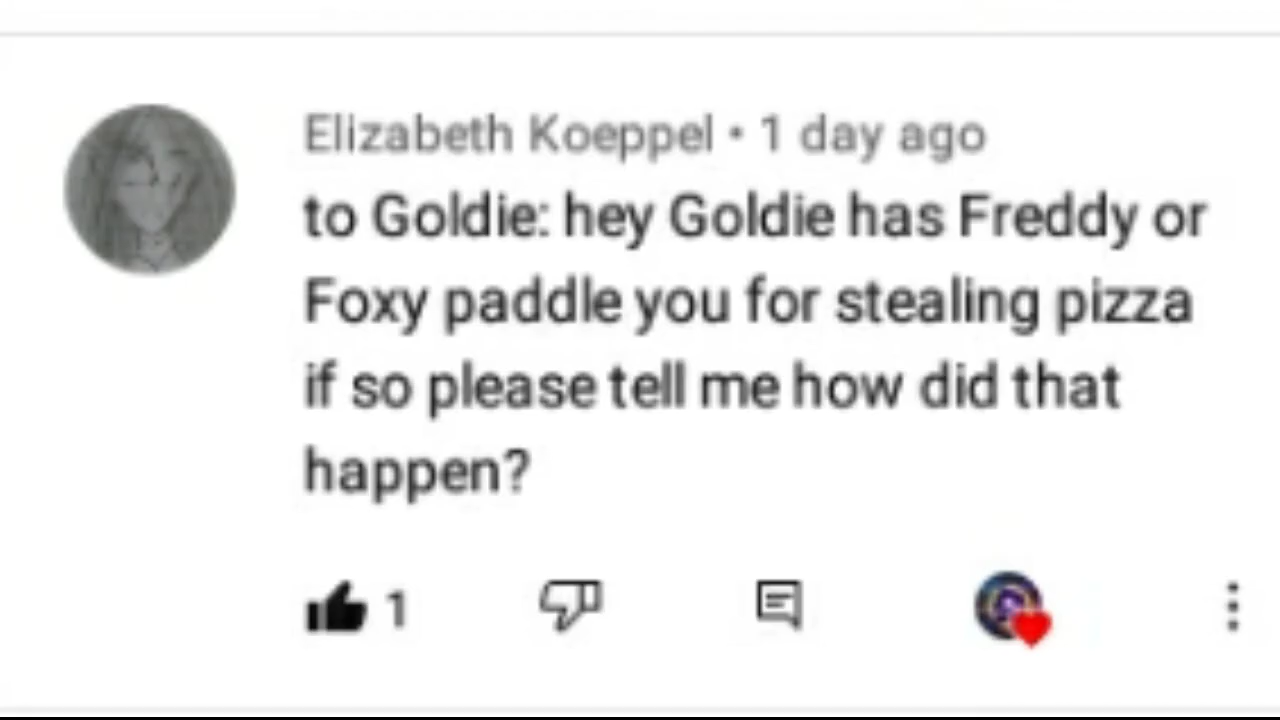 Elizabeth Koeppel • 1 day ago
to Goldie: hey Goldie has Freddy or
Foxy paddle you for stealing pizza
if so please tell me how did that
happen?
1